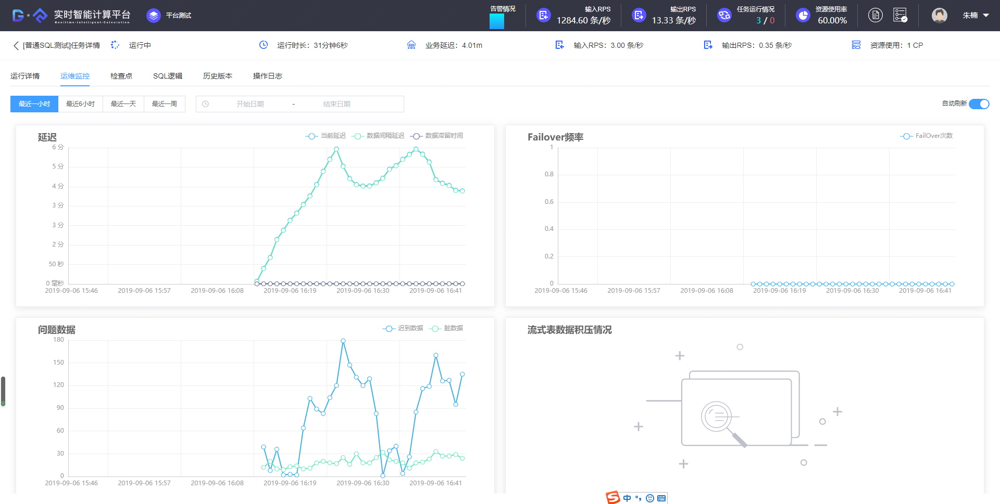 实时智能计算平台
Realtime-Intelligent-Calculation
平台测试
告警情况
输入RPS
1284.60 条/秒
输出RPS
13.33 条/秒
任务运行情况
3 / 0
资源使用率
60.00%
朱楠
[普通SQL测试]任务详情
运行中
运行时长：31分钟6秒
业务延迟：4.01m
输入RPS：3.00 条/秒
输出RPS：0.35 条/秒
资源使用：1 CP
运行详情
运维监控
检查点
SQL逻辑
历史版本
操作日志
最近一小时
最近6小时
最近一天
最近一周
开始日期
-
结束日期
自动刷新
延迟
当前延迟
数据间隔延迟
数据滞留时间
6 分
5 分
4 分
3 分
3 分
2 分
50 秒
0 毫秒
2019-09-06 15:46
2019-09-06 15:57
2019-09-06 16:08
2019-09-06 16:19
2019-09-06 16:30
2019-09-06 16:41
Failover频率
FailOver次数
1
0.8
0.6
0.4
0.2
0
2019-09-06 15:46
2019-09-06 15:57
2019-09-06 16:08
2019-09-06 16:19
2019-09-06 16:30
2019-09-06 16:41
问题数据
迟到数据
脏数据
180
150
120
90
60
30
0
2019-09-06 15:46
2019-09-06 15:57
2019-09-06 16:08
2019-09-06 16:19
2019-09-06 16:30
2019-09-06 16:41
流式表数据积压情况
中